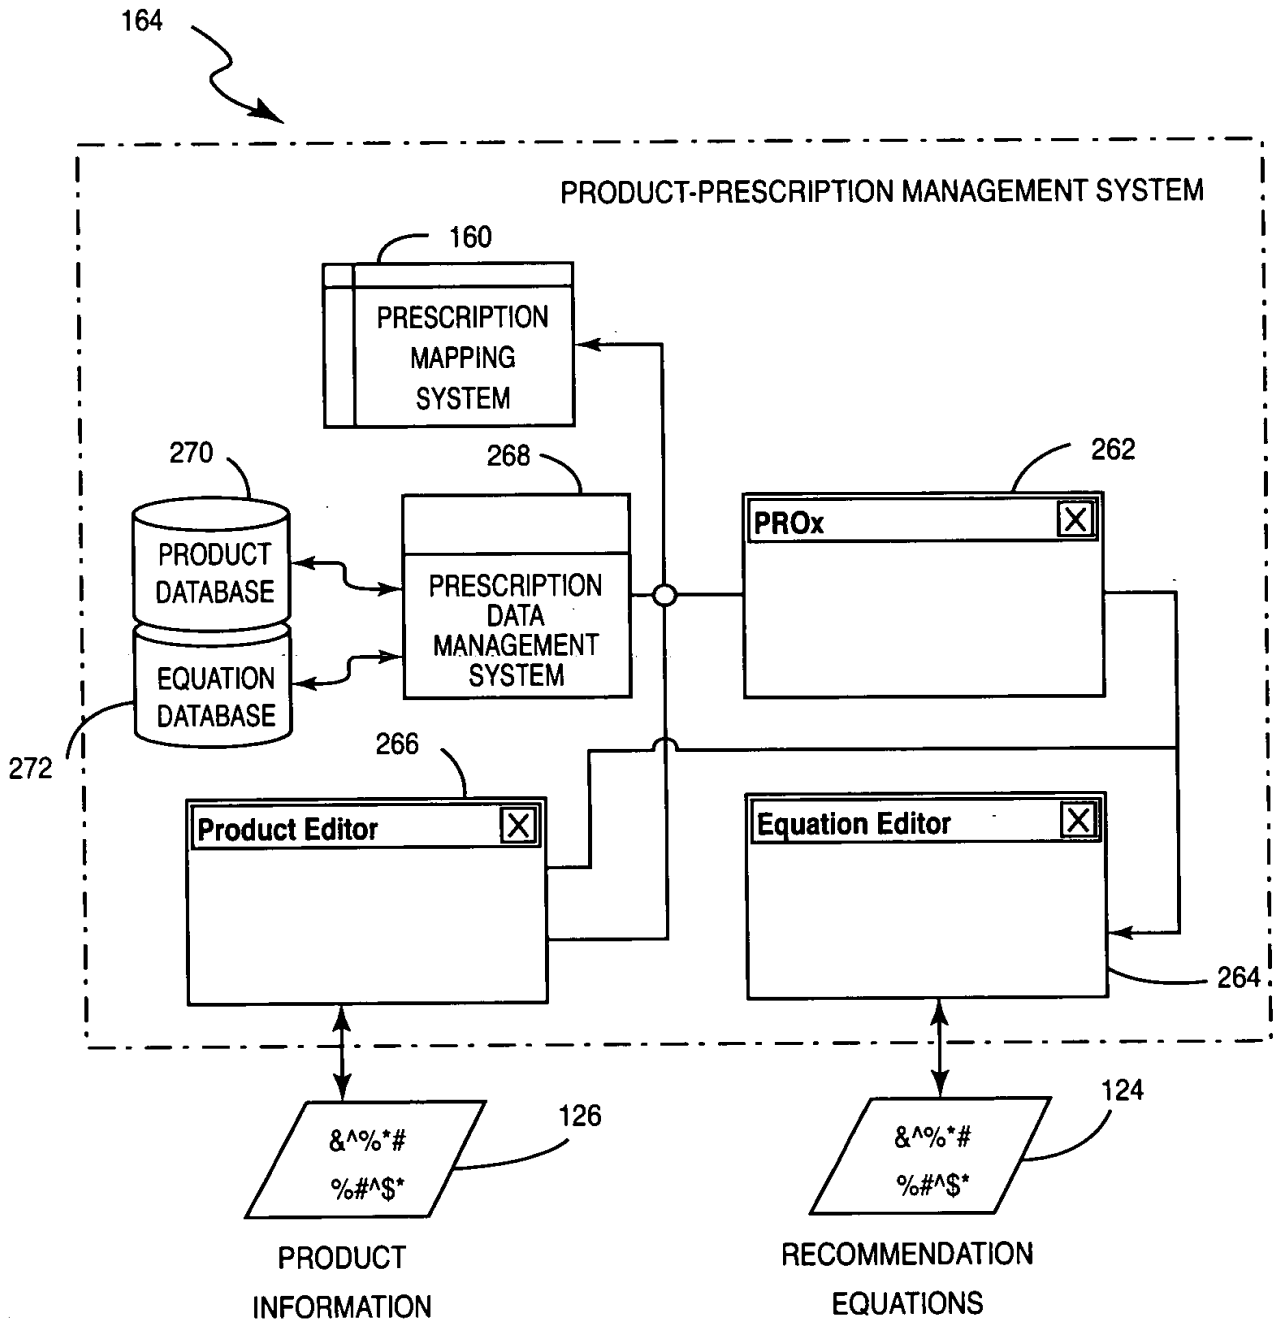 164
PRODUCT-PRESCRIPTION MANAGEMENT SYSTEM
160
PRESCRIPTION
MAPPING
SYSTEM
270
268
262
PRODUCT
DATABASE
PRESCRIPTION
DATA
MANAGEMENT
SYSTEM
PROx
X
EQUATION
DATABASE
272
266
Product Editor
X
Equation Editor
X
264
126
124
&^%*#
%#^$*
&^%*#
%#^$*
PRODUCT
INFORMATION
RECOMMENDATION
EQUATIONS